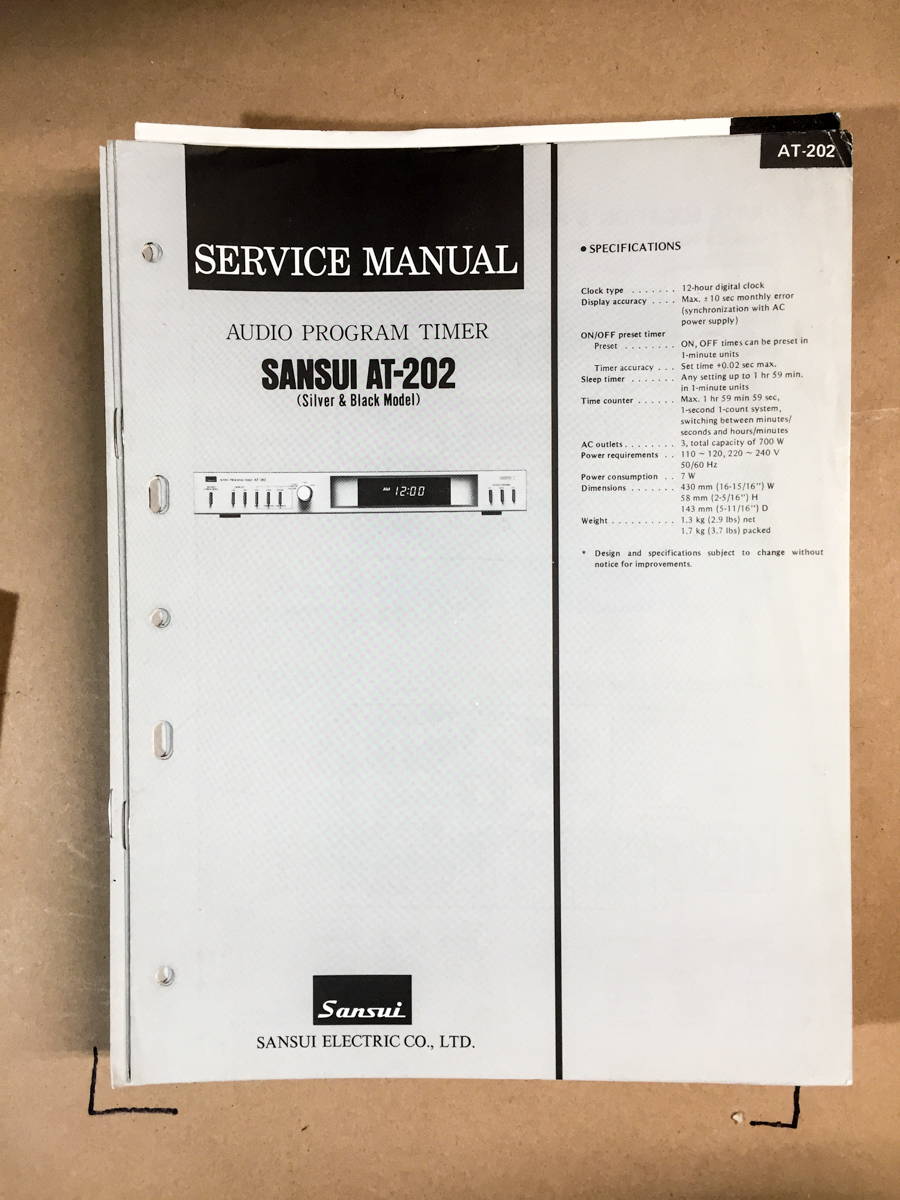 AT-202
SERVICE MANUAL
AUDIO PROGRAM TIMER
SANSUI AT-202
(Silver & Black Model)
AM 12:00
Sansui
SANSUI ELECTRIC CO., LTD.
● SPECIFICATIONS
Clock type . . . . . . . 12-hour digital clock
Display accuracy . . . . Max. ±10 sec monthly error
(synchronization with AC
power supply)
ON/OFF preset timer
Preset . . . . . . . . ON, OFF times can be preset in
1-minute units
Timer accuracy . . . Set time +0.02 sec max.
Sleep timer . . . . . . . Any setting up to 1 hr 59 min.
in 1-minute units
Time counter . . . . . . Max. 1 hr 59 min 59 sec,
1-second 1-count system,
switching between minutes/
seconds and hours/minutes
AC outlets . . . . . . . . 3, total capacity of 700 W
Power requirements . . 110 ~ 120, 220 ~ 240 V
50/60 Hz
Power consumption . . 7 W
Dimensions . . . . . . . 430 mm (16-15/16") W
58 mm (2-5/16") H
143 mm (5-11/16") D
Weight . . . . . . . . . . 1.3 kg (2.9 lbs) net
1.7 kg (3.7 lbs) packed
* Design and specifications subject to change without
notice for improvements.